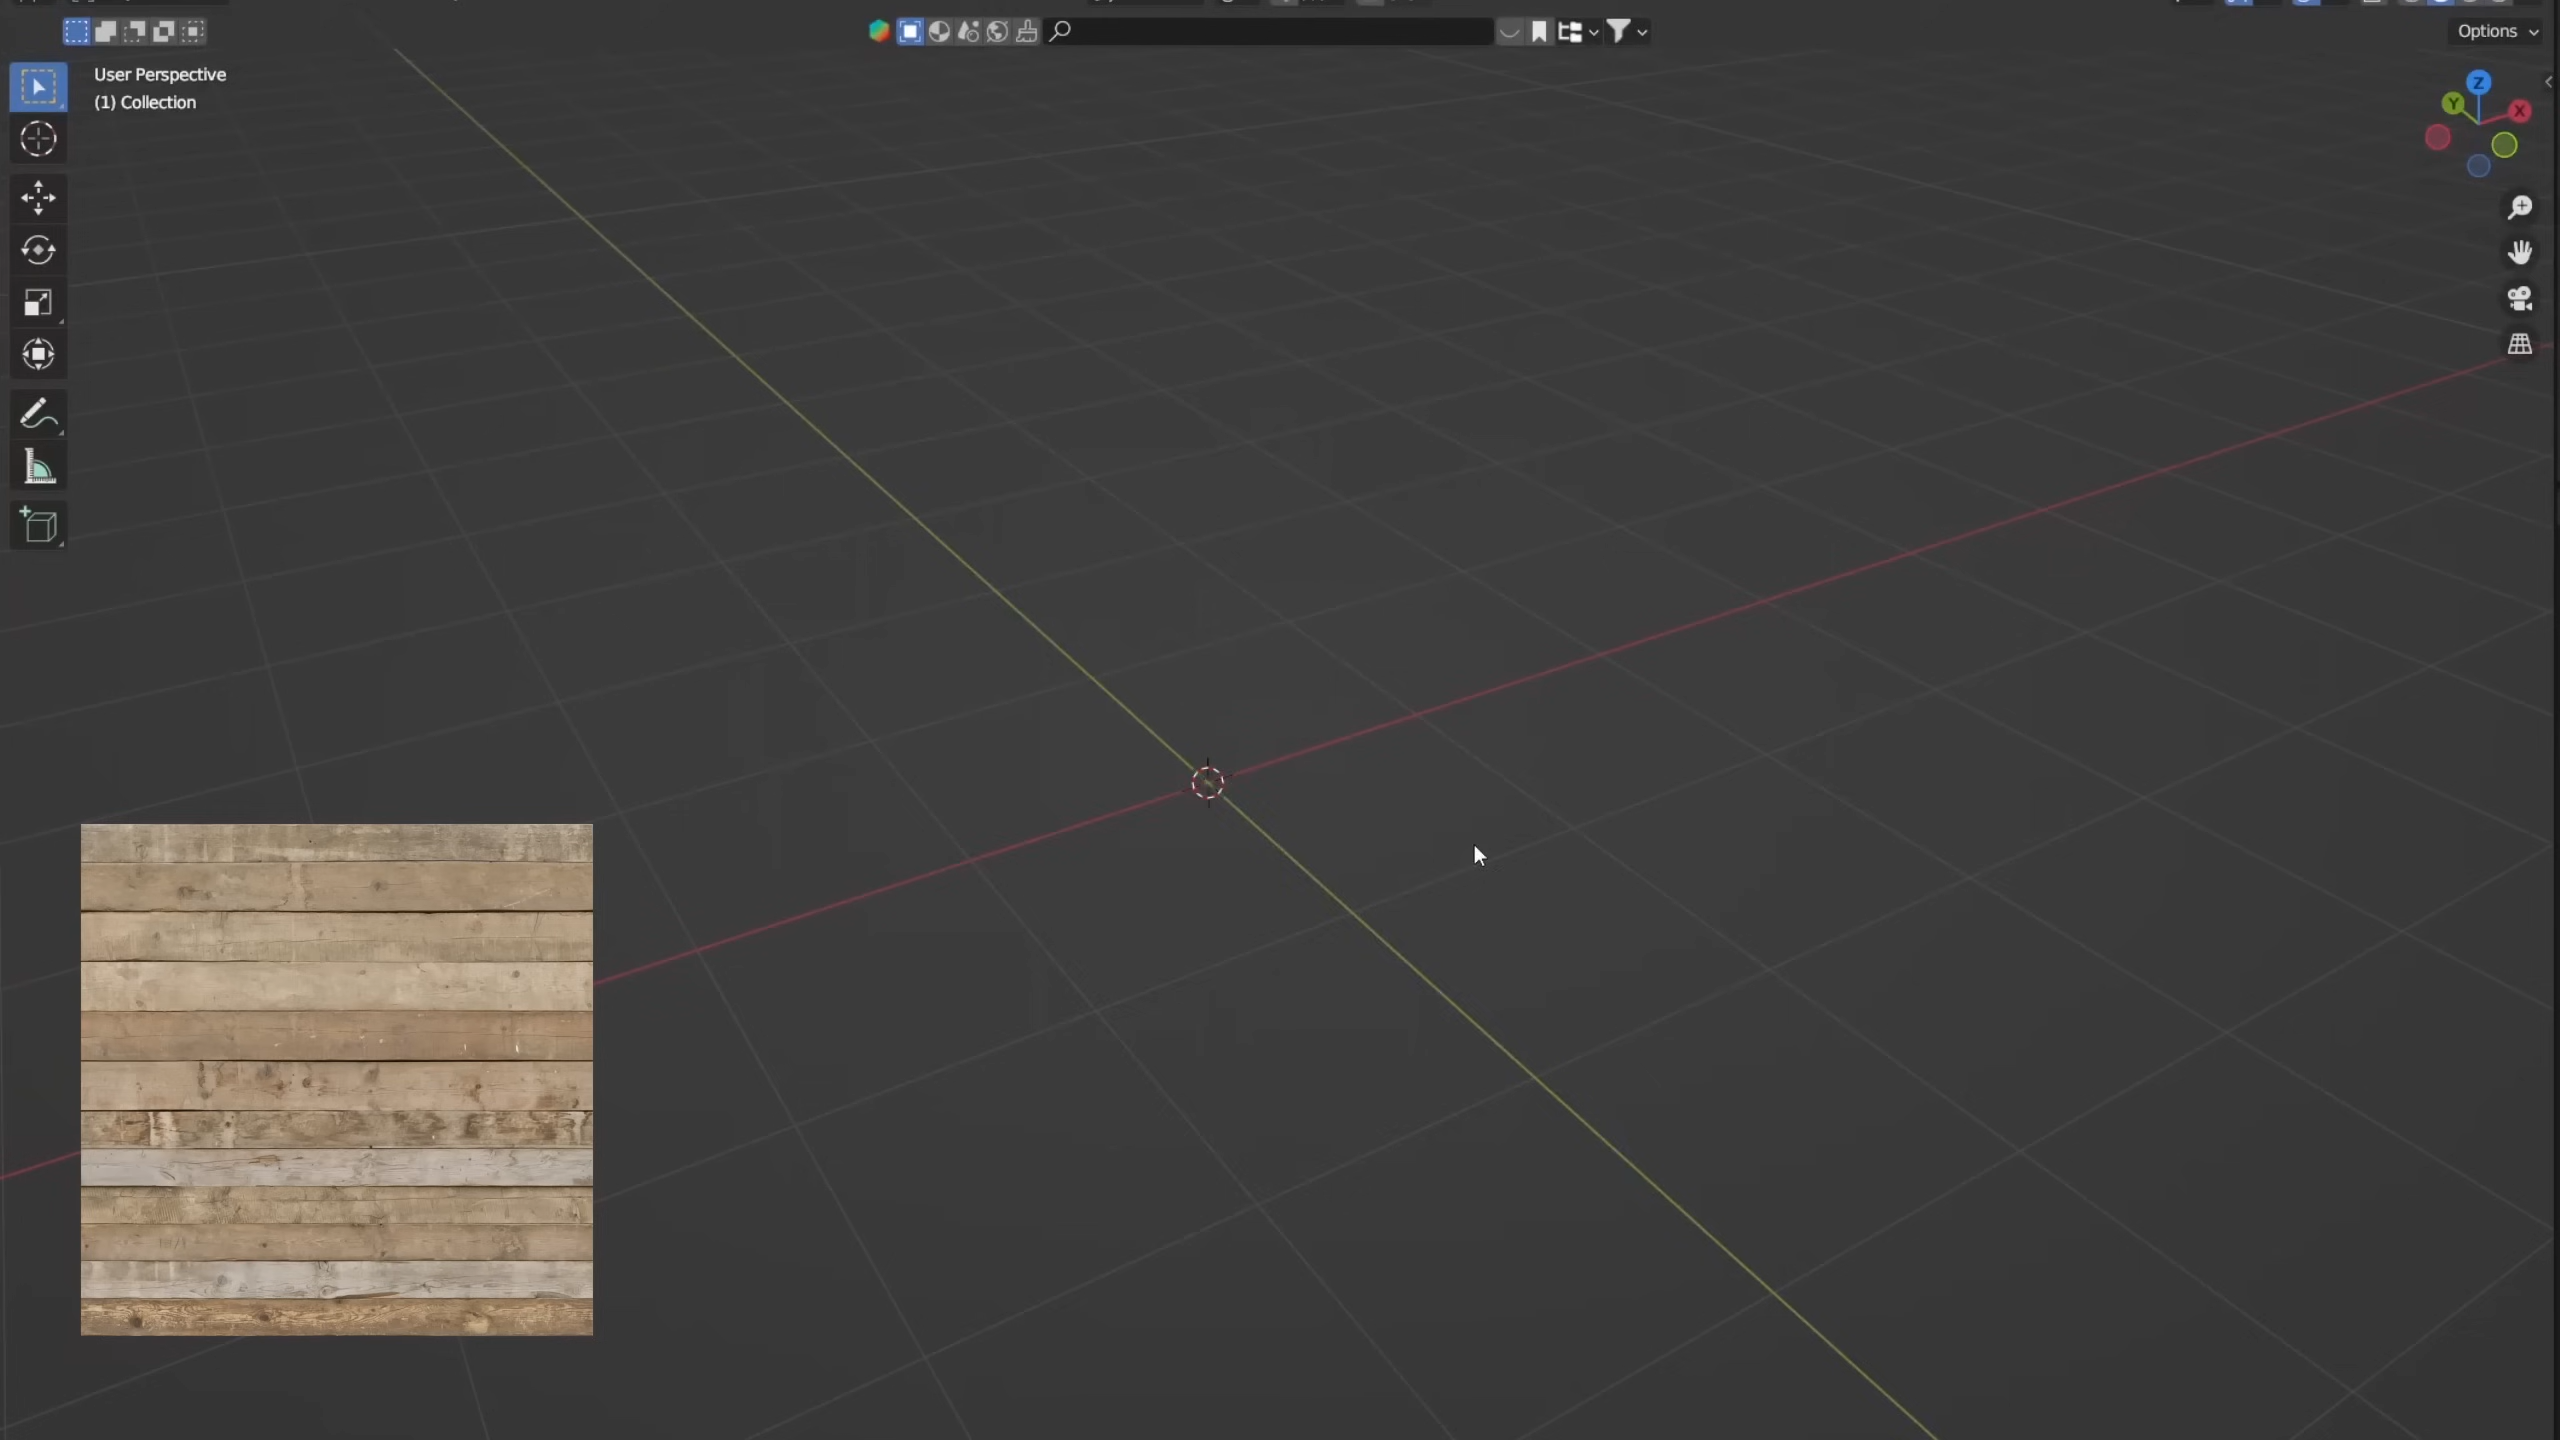 Options
User Perspective
(1) Collection
Z
Y
X